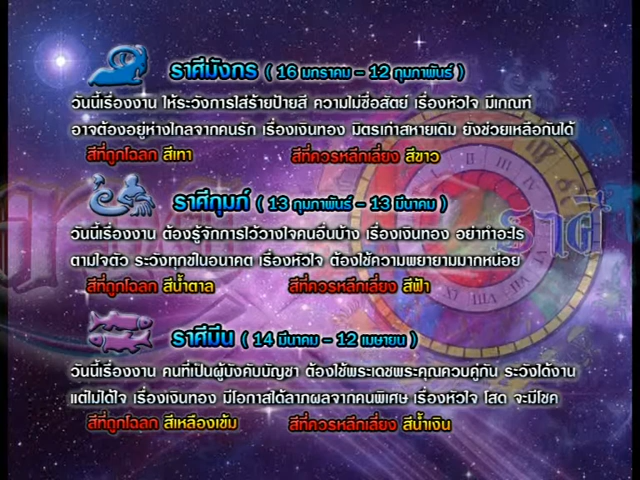 ราศีมังกร ( 16 มกราคม – 12 กุมภาพันธ์ )
วันนี้เรื่องงาน ให้ระวังการใส่ร้ายป้ายสี ความไม่ซื่อสัตย์ เรื่องหัวใจ มีเกณฑ์
อาจต้องอยู่ห่างไกลจากคนรัก เรื่องเงินทอง มิตรเก่าสหายเดิม ยังช่วยเหลือกันได้
สีที่ถูกโฉลก สีเทา สีที่ควรหลีกเลี่ยง สีขาว
ราศีกุมภ์ ( 13 กุมภาพันธ์ – 13 มีนาคม )
วันนี้เรื่องงาน ต้องรู้จักการไว้วางใจคนอื่นบ้าง เรื่องเงินทอง อย่าทำอะไร
ตามใจตัว ระวังทุกข์ในอนาคต เรื่องหัวใจ ต้องใช้ความพยายามมากหน่อย
สีที่ถูกโฉลก สีน้ำตาล สีที่ควรหลีกเลี่ยง สีฟ้า
ราศีมีน ( 14 มีนาคม – 12 เมษายน )
วันนี้เรื่องงาน คนที่เป็นผู้บังคับบัญชา ต้องใช้พระเดชพระคุณควบคู่กัน ระวังได้งาน
แต่ไม่ได้ใจ เรื่องเงินทอง มีโอกาสได้ลาภผลจากคนพิเศษ เรื่องหัวใจ โสด จะมีโชค
สีที่ถูกโฉลก สีเหลืองเข้ม สีที่ควรหลีกเลี่ยง สีน้ำเงิน